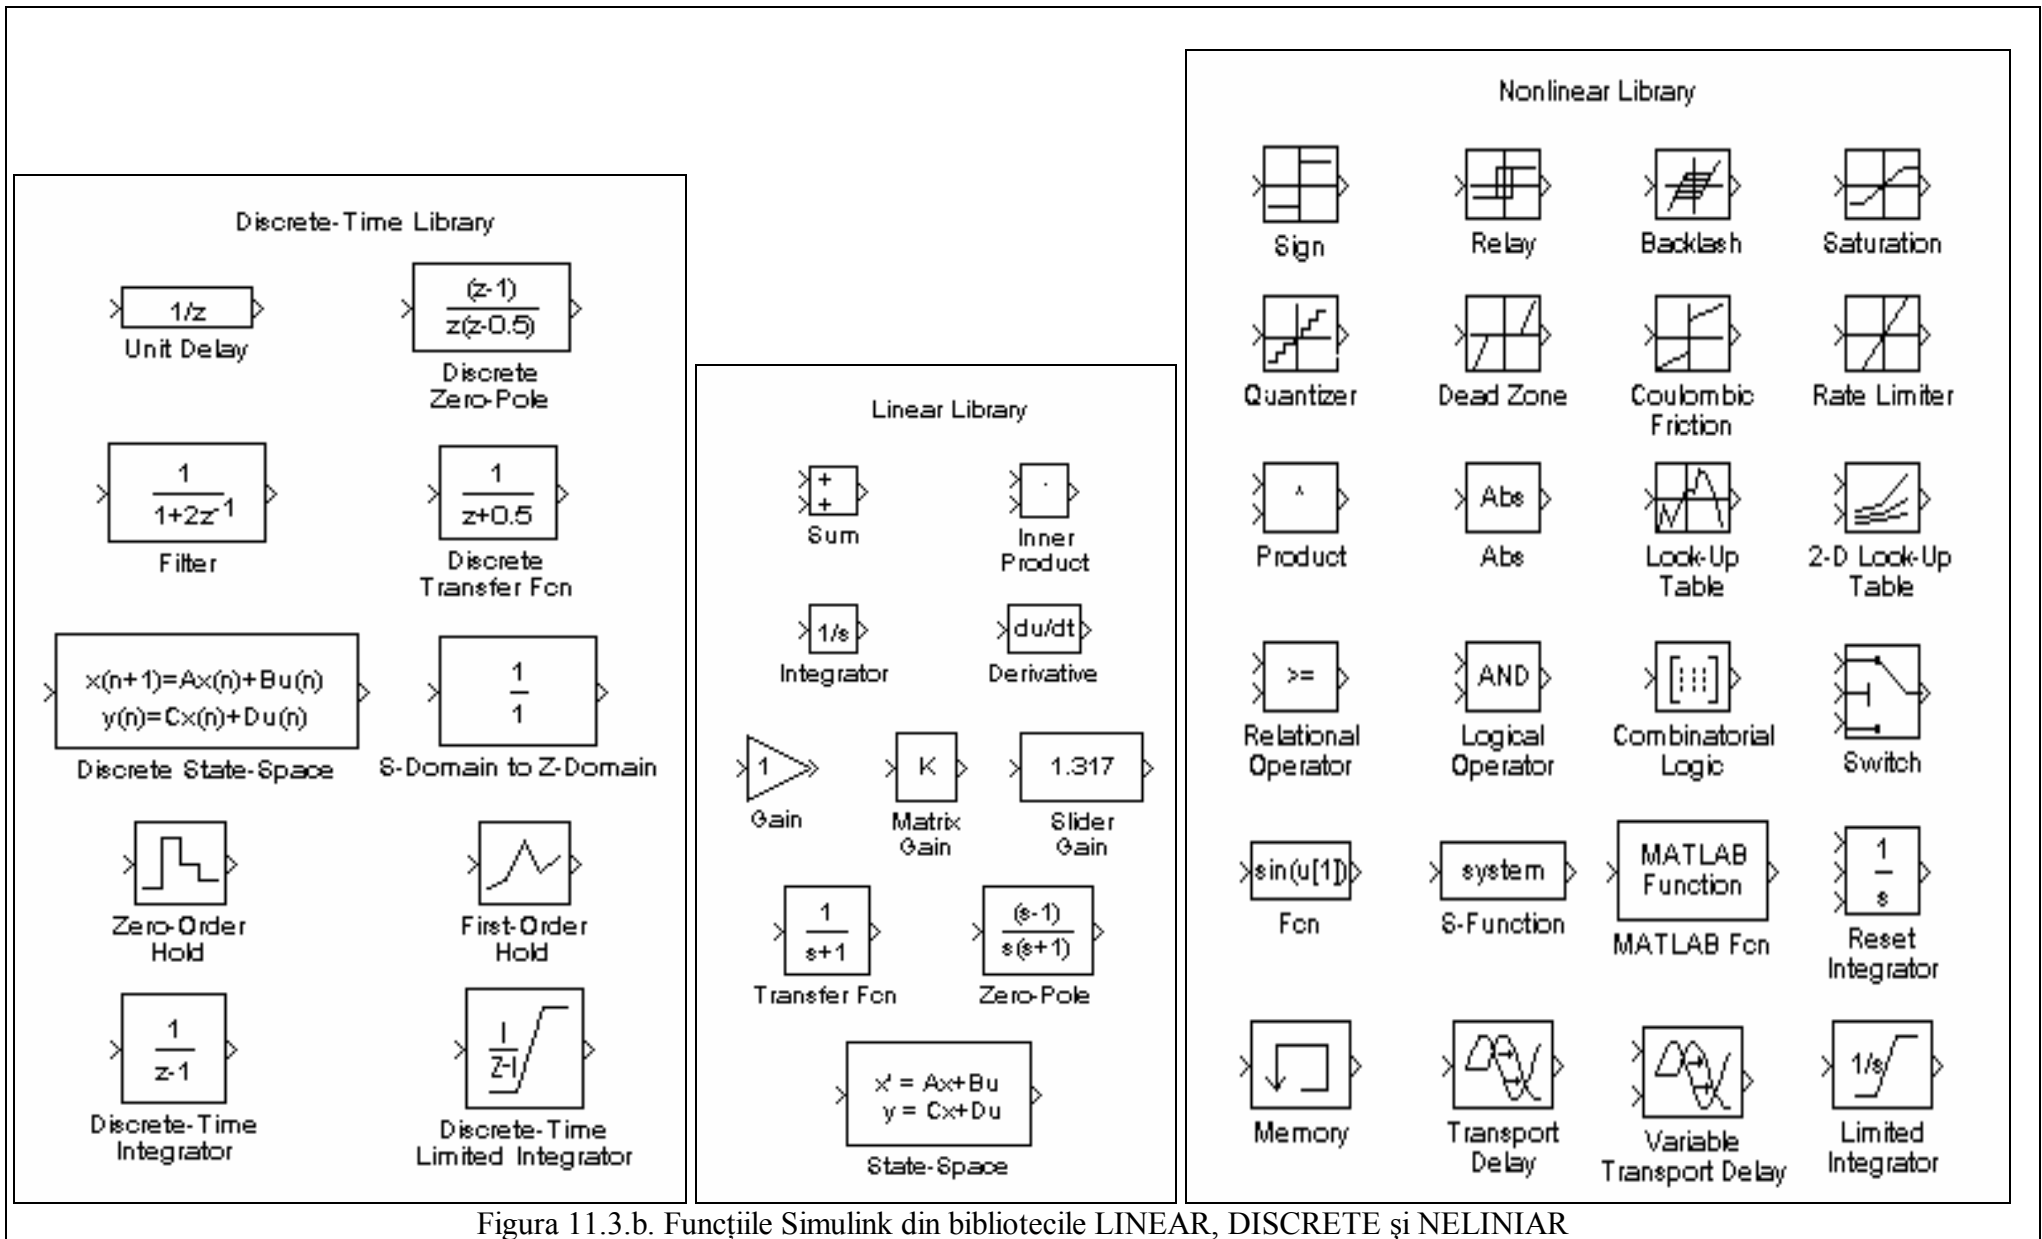 Discrete-Time Library
1/z
Unit Delay
(z-1)
z(z-0.5)
Discrete
Zero-Pole
1
1+2z-1
Filter
1
z+0.5
Discrete
Transfer Fcn
x(n+1)=Ax(n)+Bu(n)
y(n)=Cx(n)+Du(n)
Discrete State-Space
1
1
S-Domain to Z-Domain
Zero-Order
Hold
First-Order
Hold
1
z-1
Discrete-Time
Integrator
1
Z-1
Discrete-Time
Limited Integrator
Linear Library
+
+
Sum
.
Inner
Product
1/s
Integrator
du/dt
Derivative
1
Gain
K
Matrix
Gain
1.317
Slider
Gain
1
s+1
Transfer Fcn
(s-1)
s(s+1)
Zero-Pole
x' = Ax+Bu
y = Cx+Du
State-Space
Nonlinear Library
Sign
Relay
Backlash
Saturation
Quantizer
Dead Zone
Coulombic
Friction
Rate Limiter
Product
Abs
Abs
Look-Up
Table
2-D Look-Up
Table
>=
Relational
Operator
AND
Logical
Operator
[¦¦¦]
Combinatorial
Logic
Switch
sin(u[1])
Fcn
system
S-Function
MATLAB
Function
MATLAB Fcn
1
s
Reset
Integrator
Memory
Transport
Delay
Variable
Transport Delay
1/s
Limited
Integrator
Figura 11.3.b. Funcțiile Simulink din bibliotecile LINEAR, DISCRETE și NELINIAR